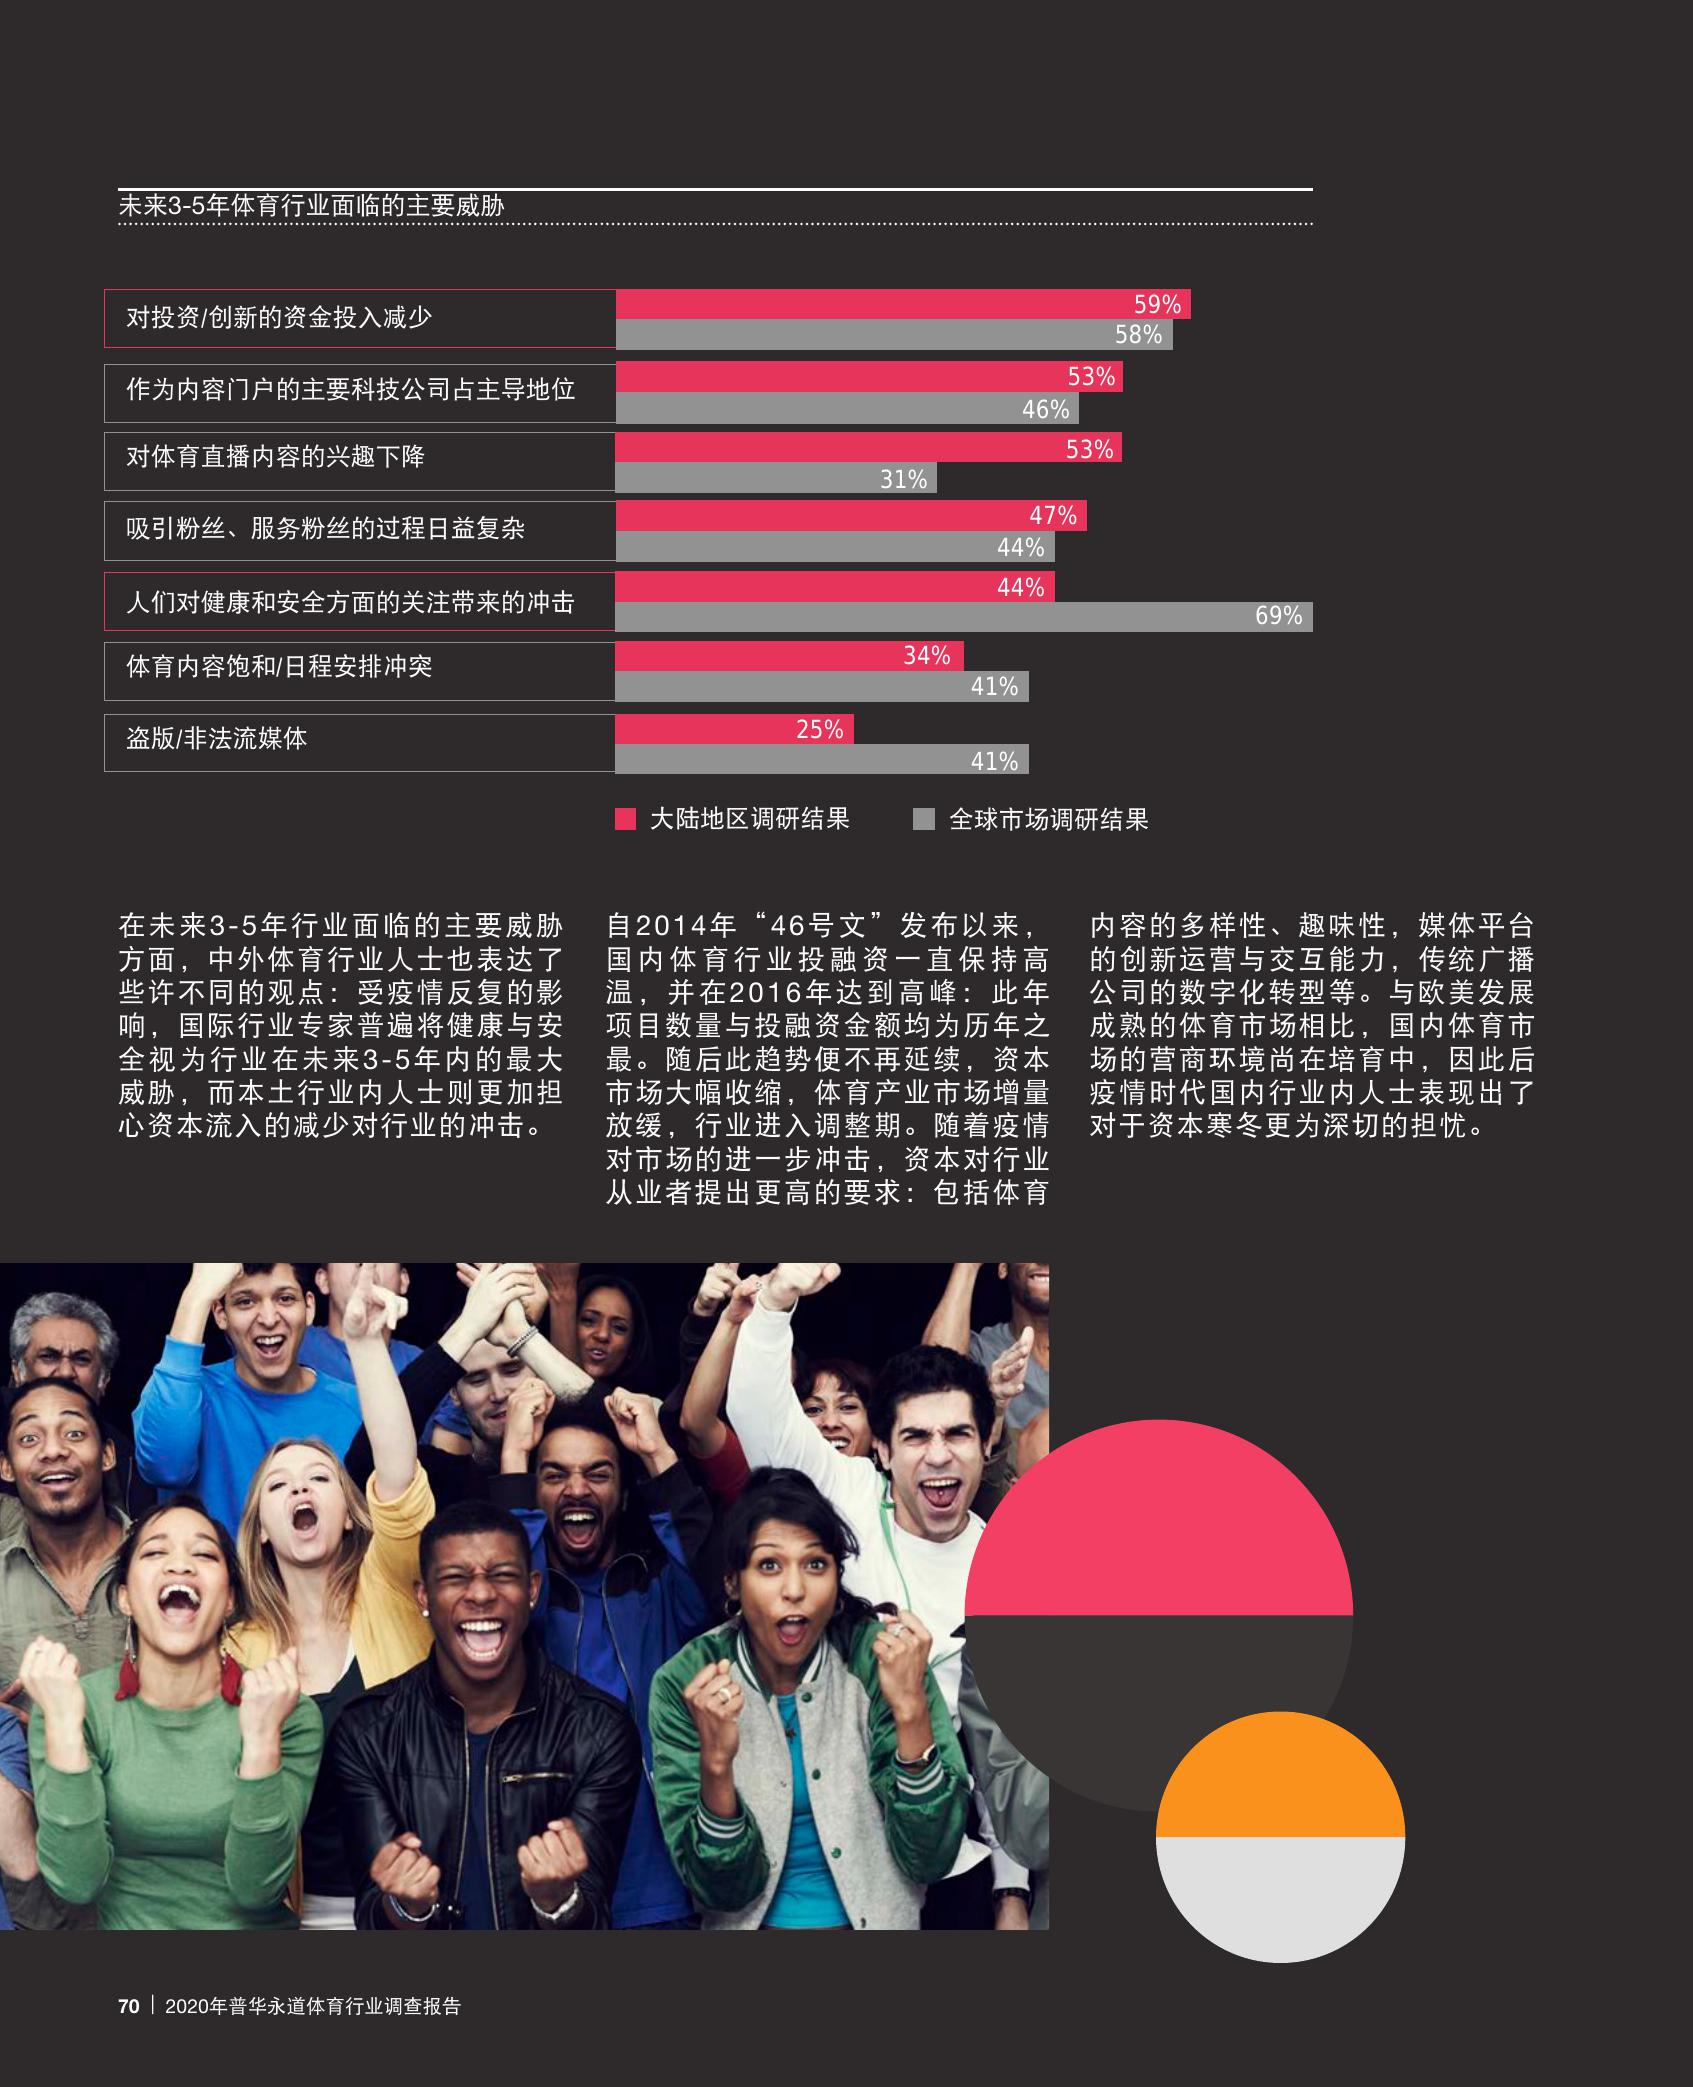 未来3-5年体育行业面临的主要威胁
对投资/创新的资金投入减少
59%
58%
作为内容门户的主要科技公司占主导地位
53%
46%
对体育直播内容的兴趣下降
53%
31%
吸引粉丝、服务粉丝的过程日益复杂
47%
44%
人们对健康和安全方面的关注带来的冲击
44%
69%
体育内容饱和/日程安排冲突
34%
41%
盗版/非法流媒体
25%
41%
大陆地区调研结果
全球市场调研结果
在未来3-5年行业面临的主要威胁
方面，中外体育行业人士也表达了
些许不同的观点：受疫情反复的影
响，国际行业专家普遍将健康与安
全视为行业在未来3-5年内的最大
威胁，而本土行业内人士则更加担
心资本流入的减少对行业的冲击。
自2014年“46号文”发布以来，
国内体育行业投融资一直保持高
温，并在2016年达到高峰：此年
项目数量与投融资金额均为历年之
最。随后此趋势便不再延续，资本
市场大幅收缩，体育产业市场增量
放缓，行业进入调整期。随着疫情
对市场的进一步冲击，资本对行业
从业者提出更高的要求：包括体育
内容的多样性、趣味性，媒体平台
的创新运营与交互能力，传统广播
公司的数字化转型等。与欧美发展
成熟的体育市场相比，国内体育市
场的营商环境尚在培育中，因此后
疫情时代国内行业内人士表现出了
对于资本寒冬更为深切的担忧。
70 | 2020年普华永道体育行业调查报告